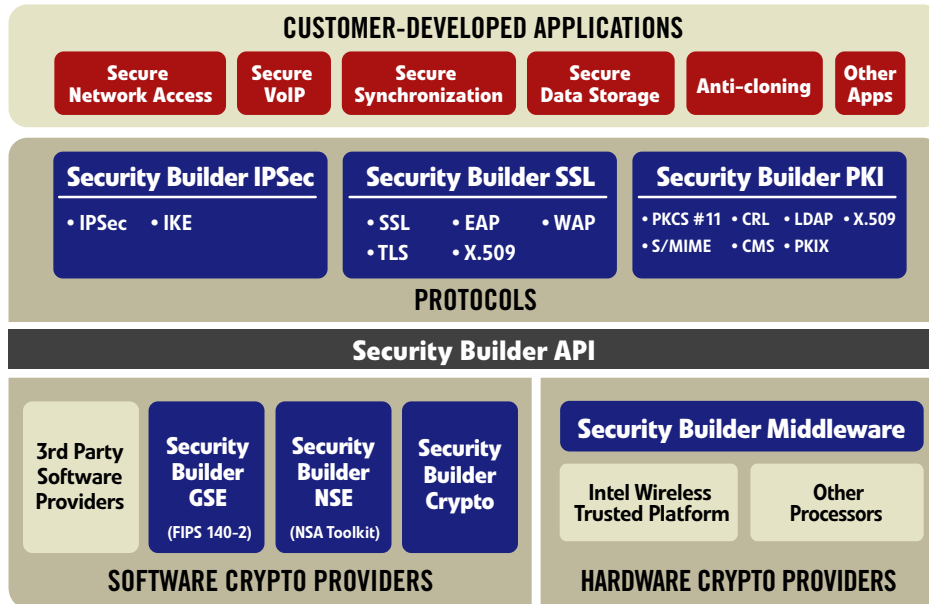 CUSTOMER-DEVELOPED APPLICATIONS
Secure
Network Access
Secure
VoIP
Secure
Synchronization
Secure
Data Storage
Anti-cloning
Other
Apps
Security Builder IPSec
• IPSec • IKE
Security Builder SSL
• SSL • EAP • WAP
• TLS • X.509
Security Builder PKI
• PKCS #11 • CRL • LDAP • X.509
• S/MIME • CMS • PKIX
PROTOCOLS
Security Builder API
3rd Party
Software
Providers
Security
Builder
GSE
(FIPS 140-2)
Security
Builder
NSE
(NSA Toolkit)
Security
Builder
Crypto
SOFTWARE CRYPTO PROVIDERS
Security Builder Middleware
Intel Wireless
Trusted Platform
Other
Processors
HARDWARE CRYPTO PROVIDERS